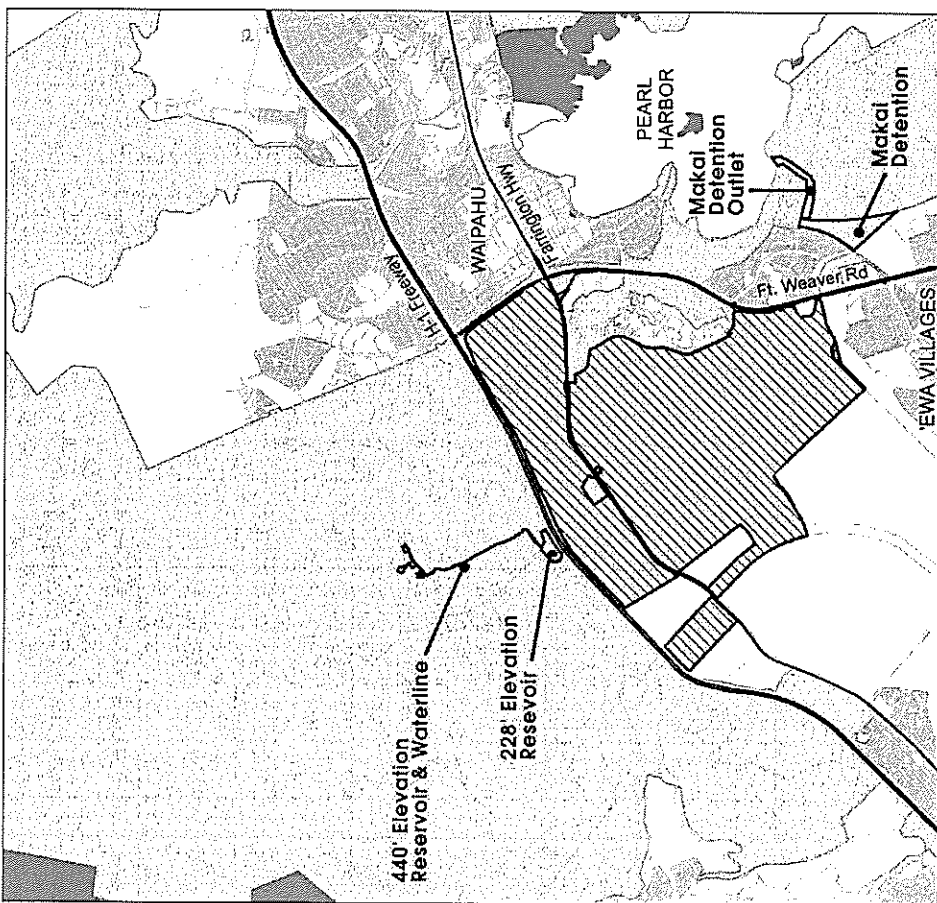 H-1 Freeway
WAIPAHU
Farrington Hwy
PEARL
HARBOR
Makai
Detention
Outlet
Makai
Detention
Ft. Weaver Rd
'EWA VILLAGES
440' Elevation
Reservoir & Waterline
228' Elevation
Resevoir